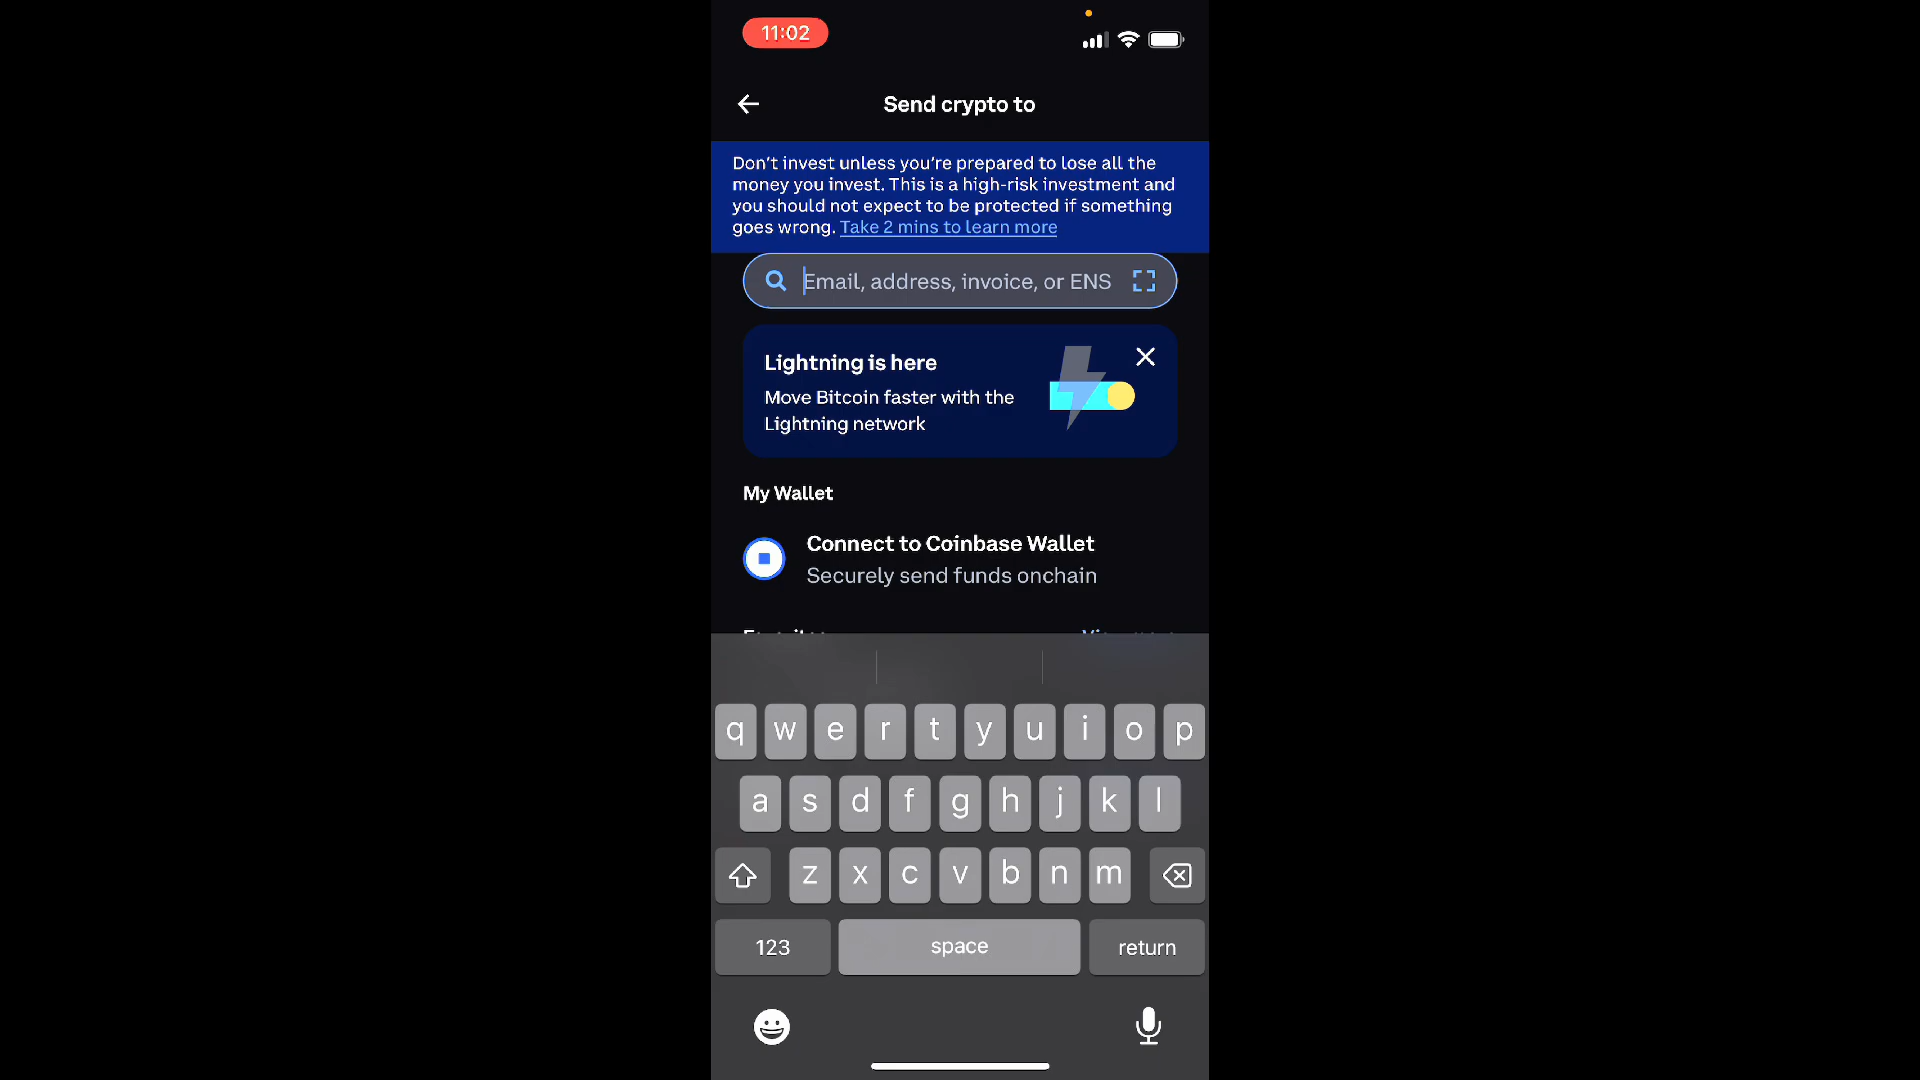 11:02
Send crypto to
Don't invest unless you're prepared to lose all the
money you invest. This is a high-risk investment and
you should not expect to be protected if something
goes wrong. Take 2 mins to learn more
Email, address, invoice, or ENS
Lightning is here
Move Bitcoin faster with the
Lightning network
My Wallet
Connect to Coinbase Wallet
Securely send funds onchain
q w e r t y u i o p
a s d f g h j k l
z x c v b n m
123 space return